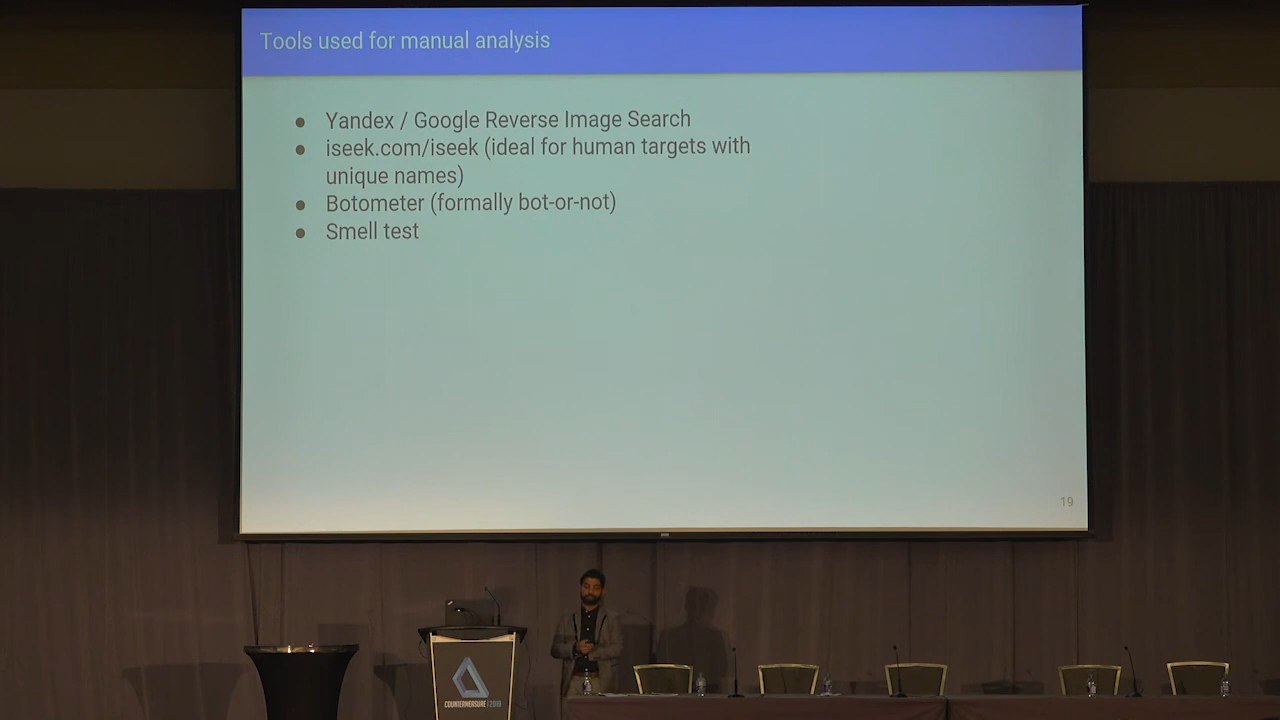 Tools used for manual analysis
● Yandex / Google Reverse Image Search
● iseek.com/iseek (ideal for human targets with
unique names)
● Botometer (formally bot-or-not)
● Smell test
19
COUNTERMEASURE | 2019